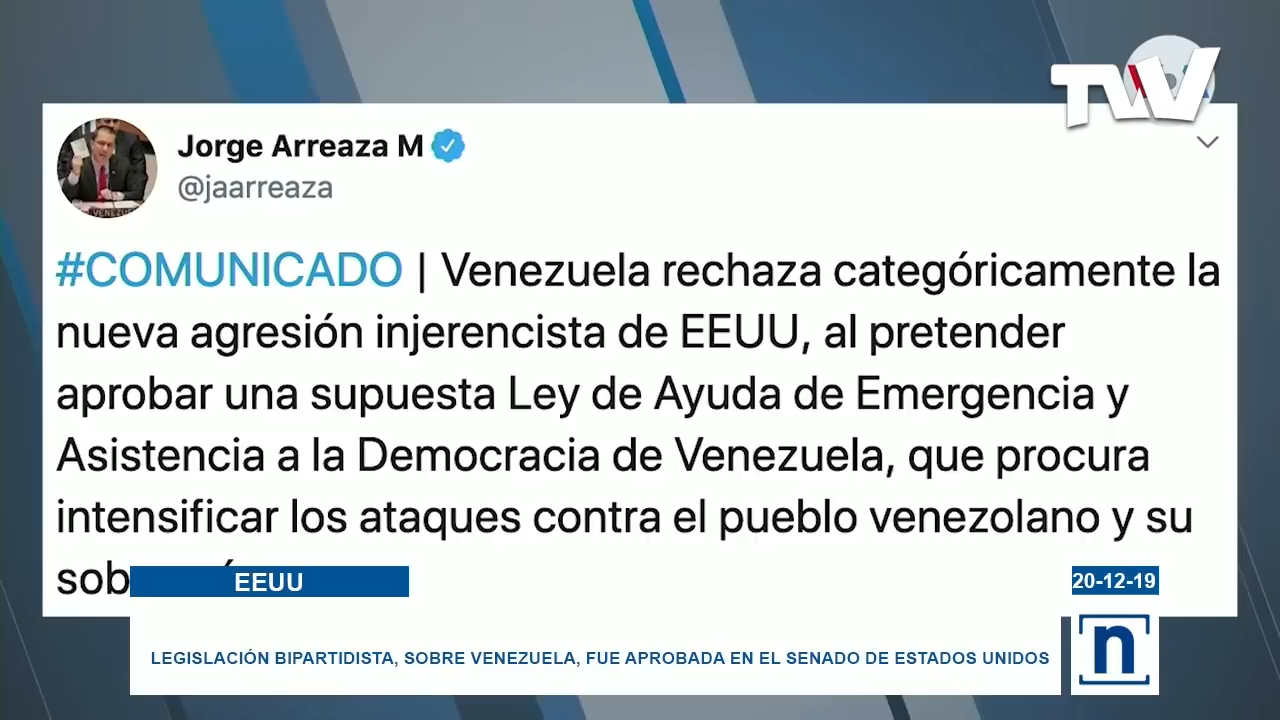 TVV
Jorge Arreaza M
@jaarreaza
#COMUNICADO | Venezuela rechaza categóricamente la
nueva agresión injerencista de EEUU, al pretender
aprobar una supuesta Ley de Ayuda de Emergencia y
Asistencia a la Democracia de Venezuela, que procura
intensificar los ataques contra el pueblo venezolano y su
sob
EEUU
20-12-19
LEGISLACIÓN BIPARTIDISTA, SOBRE VENEZUELA, FUE APROBADA EN EL SENADO DE ESTADOS UNIDOS
n